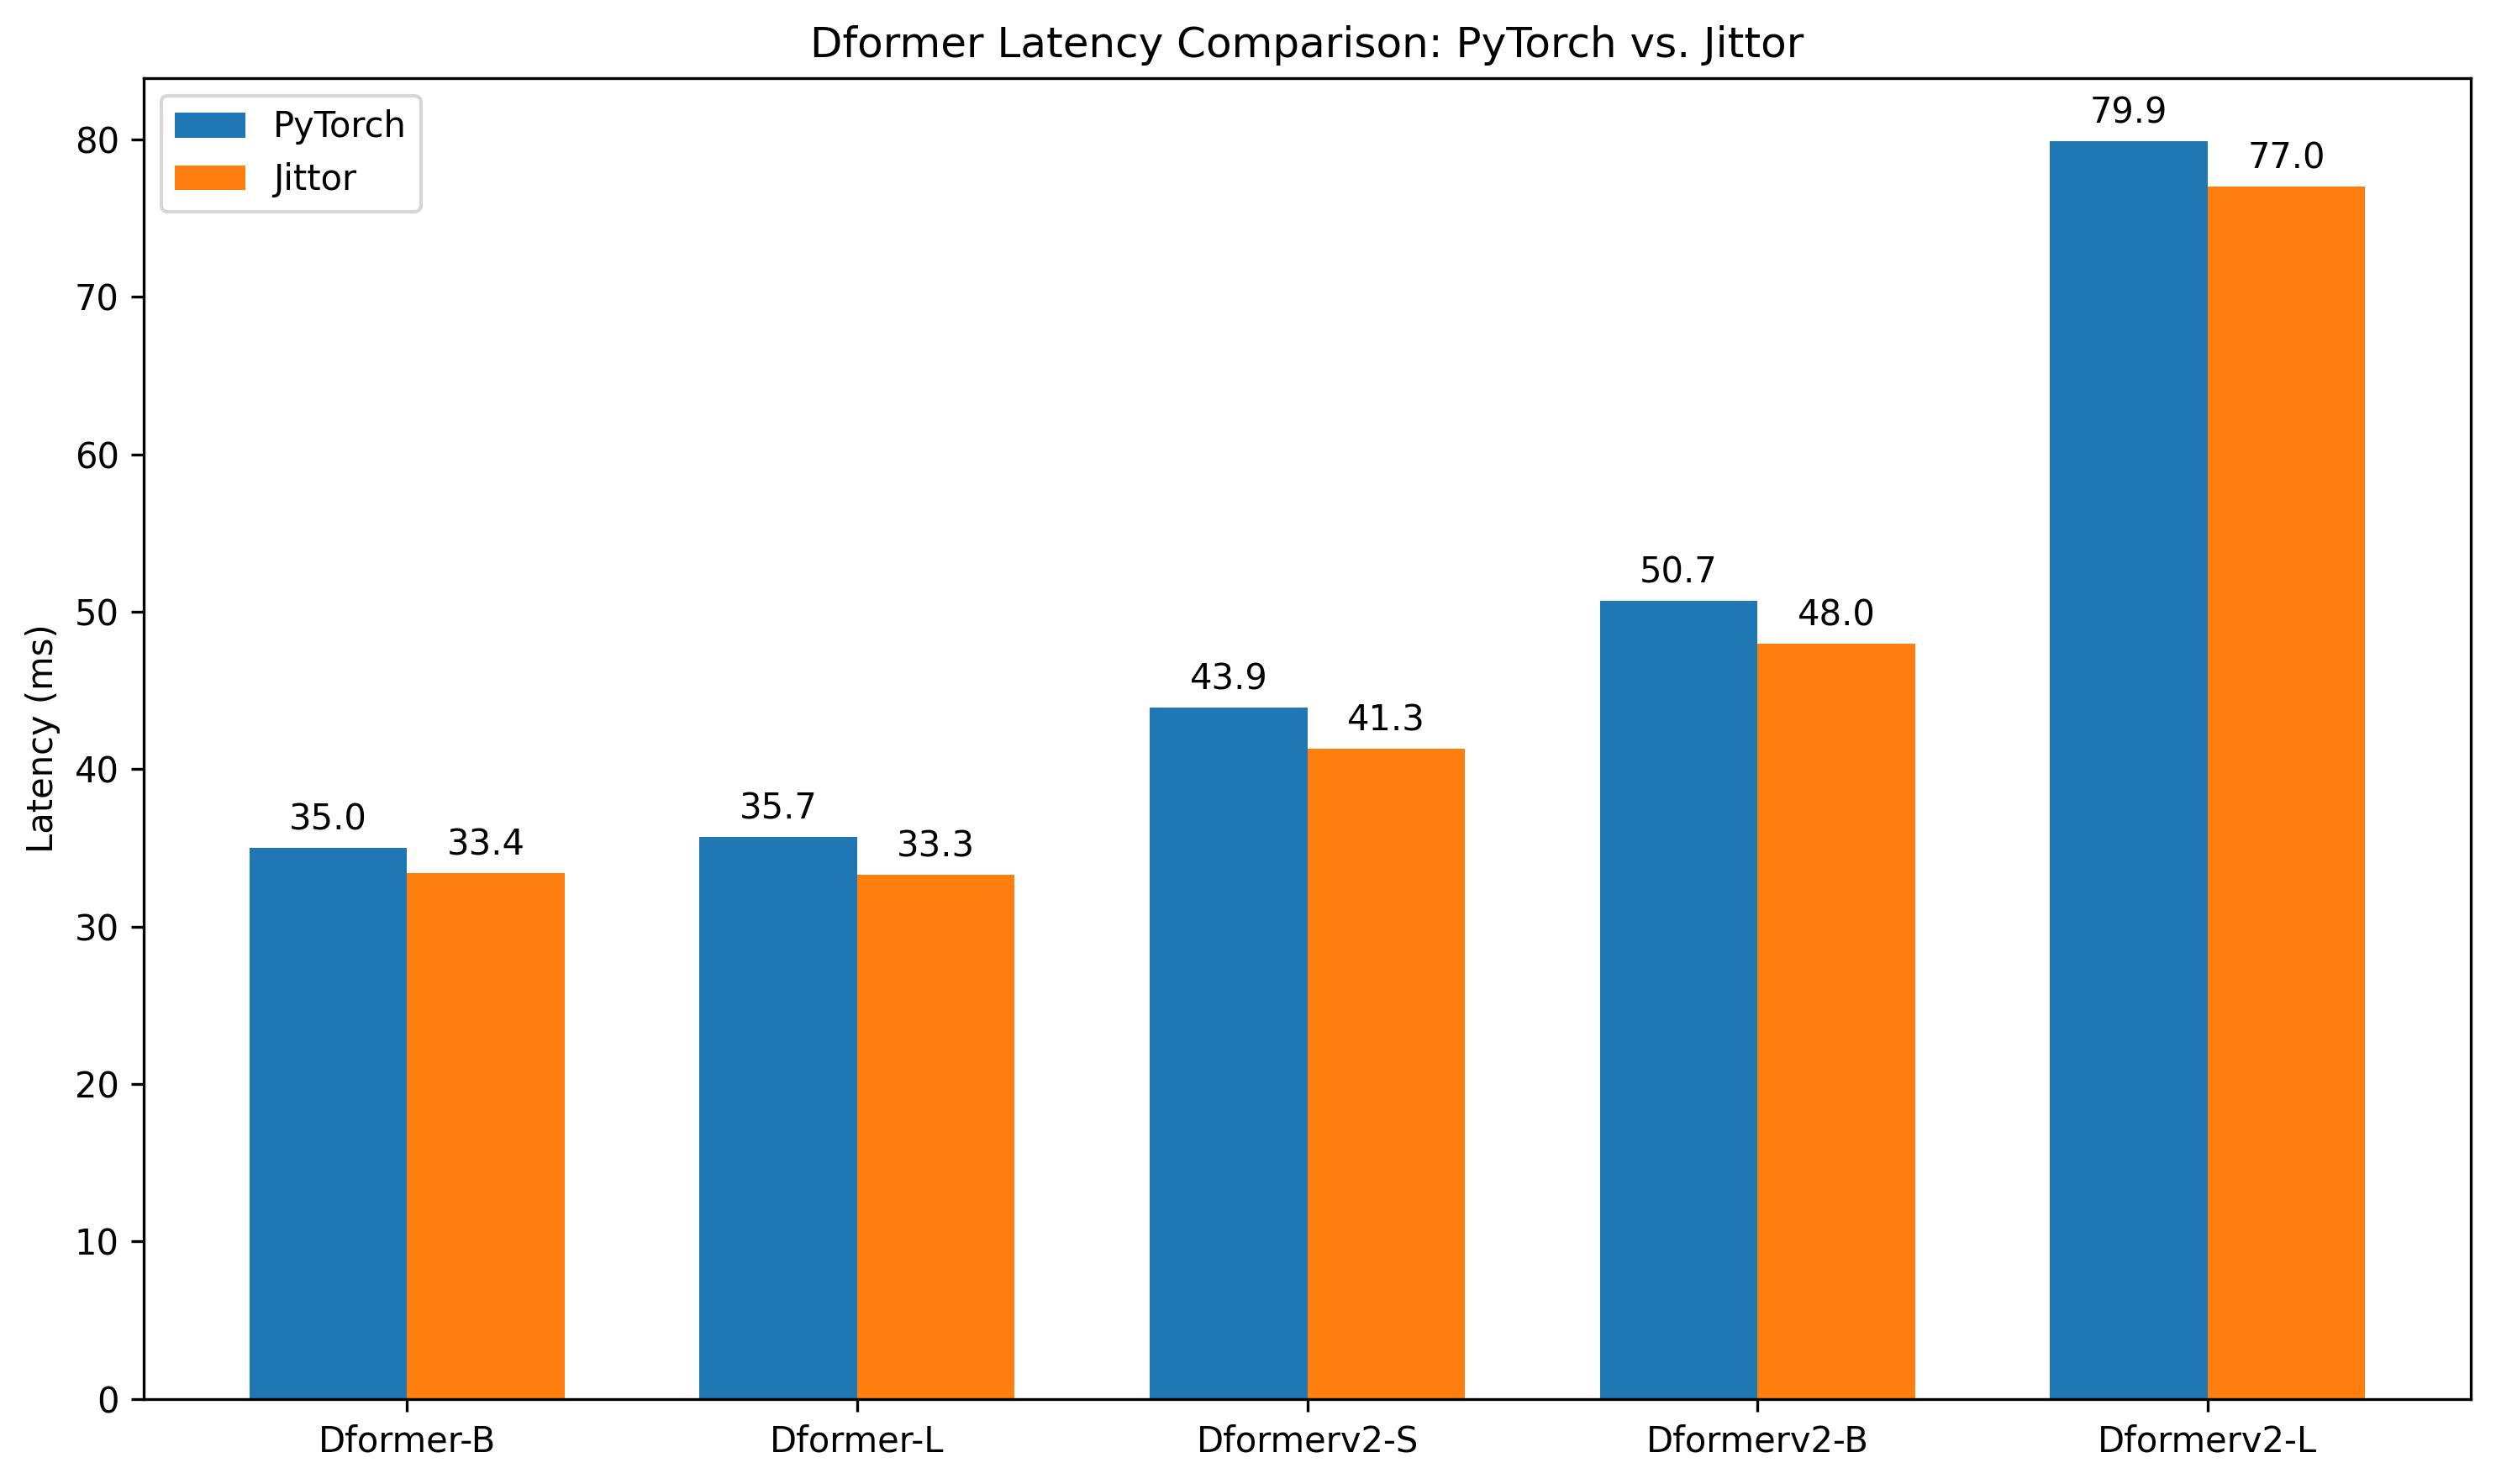 Dformer Latency Comparison: PyTorch vs. Jittor
PyTorch
Jittor
Latency (ms)
80
70
60
50
40
30
20
10
0
35.0
33.4
35.7
33.3
43.9
41.3
50.7
48.0
79.9
77.0
Dformer-B
Dformer-L
Dformerv2-S
Dformerv2-B
Dformerv2-L